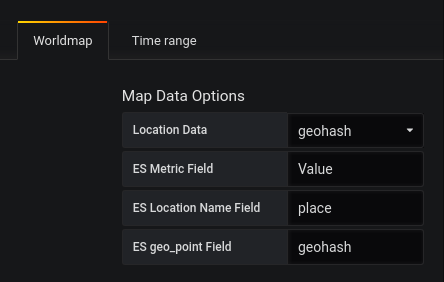 Worldmap Time range
Map Data Options
Location Data geohash
ES Metric Field Value
ES Location Name Field place
ES geo_point Field geohash